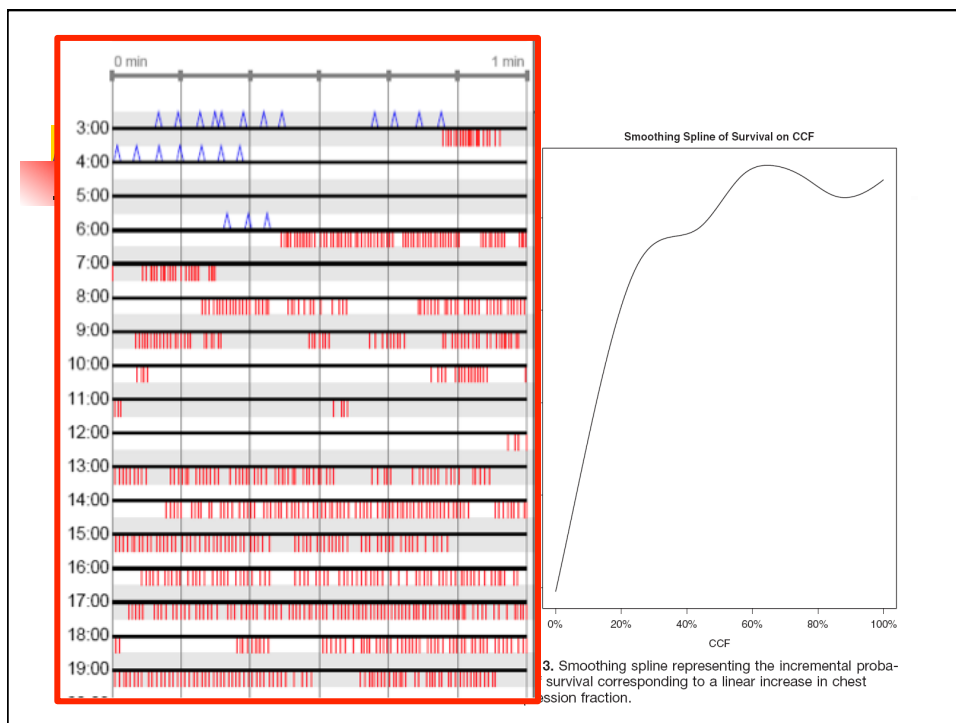 0 min 1 min
3:00
4:00
5:00
6:00
7:00
8:00
9:00
10:00
11:00
12:00
13:00
14:00
15:00
16:00
17:00
18:00
19:00
Smoothing Spline of Survival on CCF
0% 20% 40% 60% 80% 100%
CCF
3. Smoothing spline representing the incremental proba-
survival corresponding to a linear increase in chest
ession fraction.